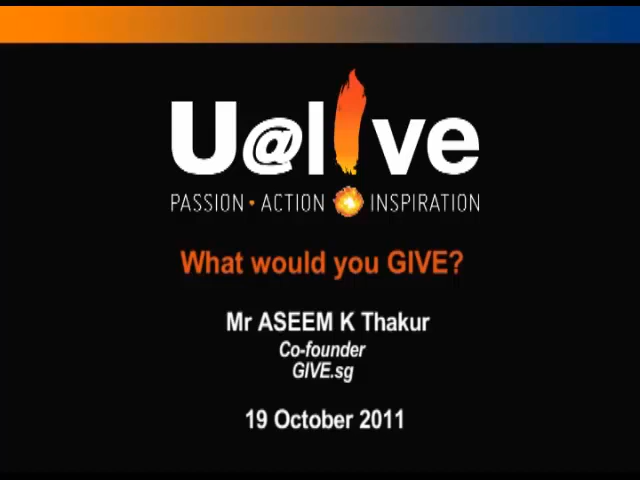 U@live
PASSION • ACTION • INSPIRATION
What would you GIVE?
Mr ASEEM K Thakur
Co-founder
GIVE.sg
19 October 2011